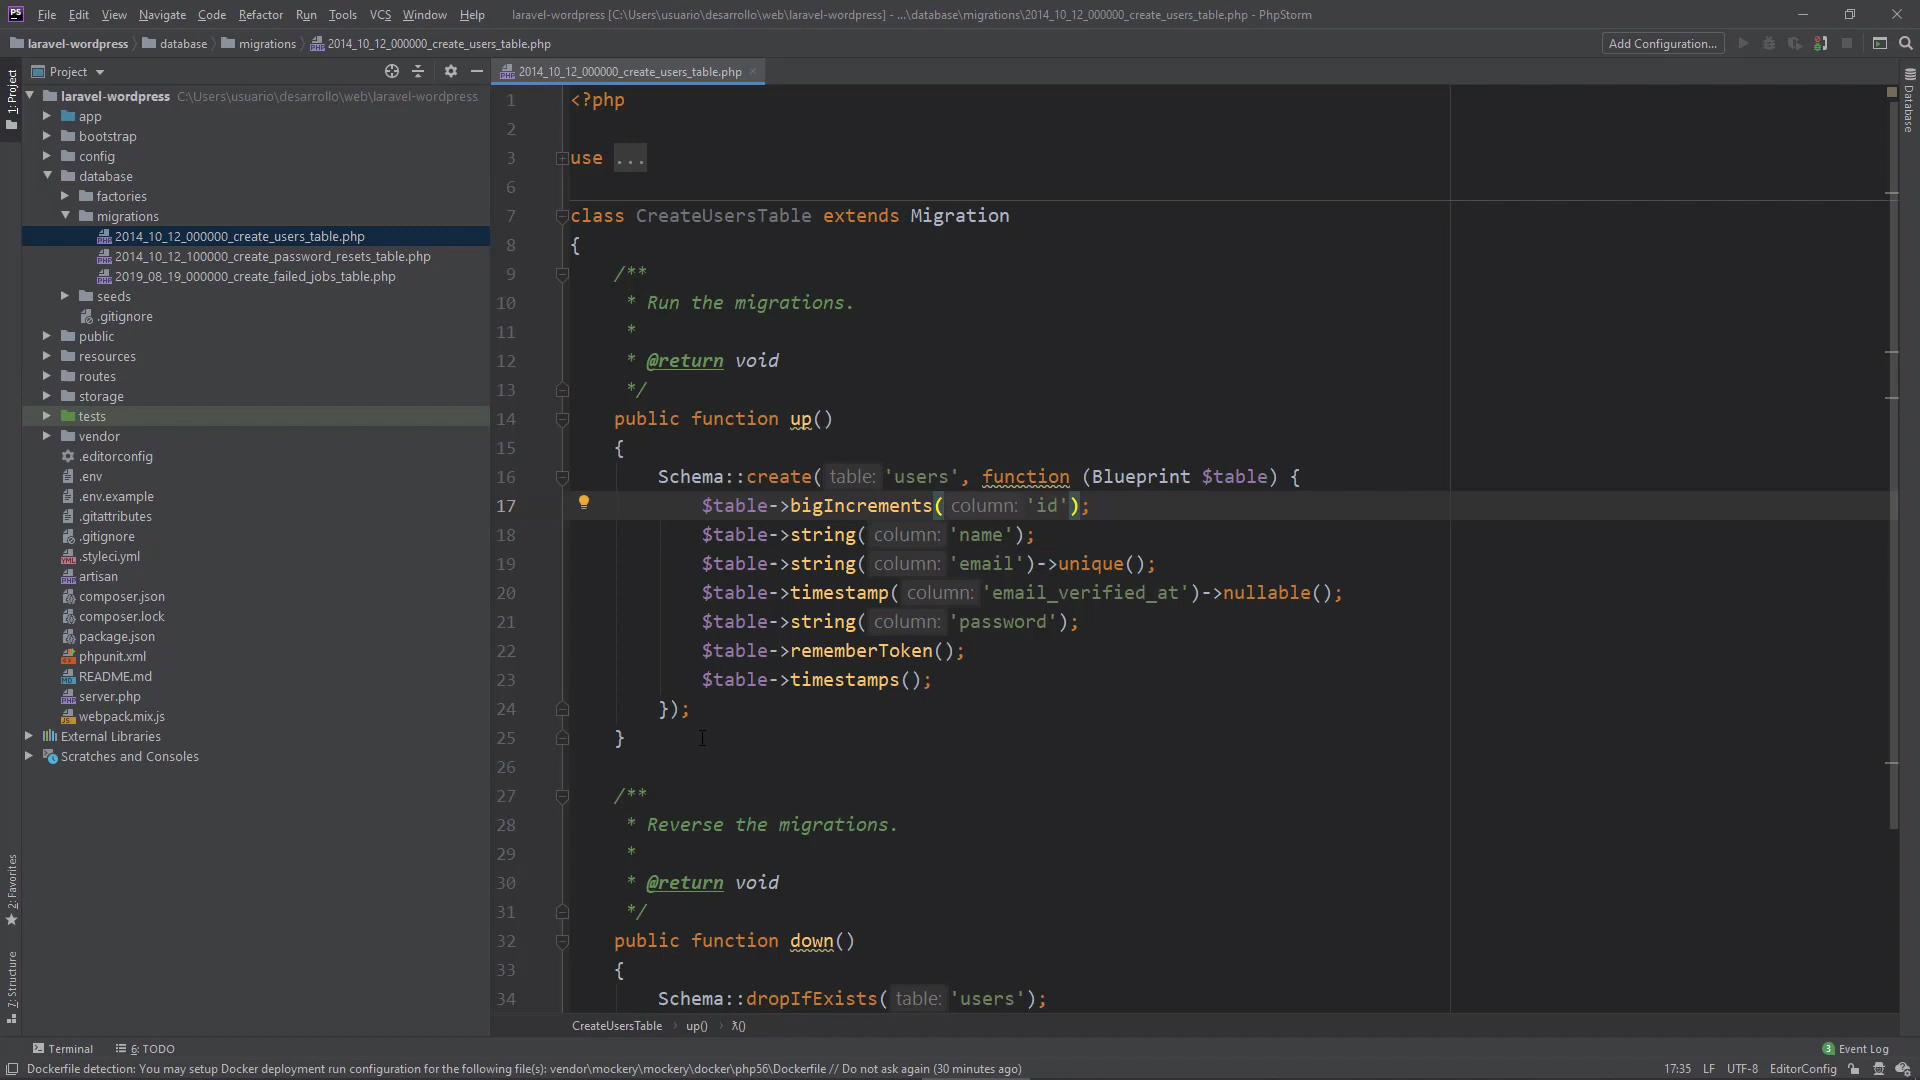 File Edit View Navigate Code Refactor Run Tools VCS Window Help laravel-wordpress [C:\Users\usuario\desarrollo\web\laravel-wordpress] - ...\database\migrations\2014_10_12_000000_create_users_table.php - PhpStorm
laravel-wordpress database migrations 2014_10_12_000000_create_users_table.php Add Configuration...
1: Project
Project
laravel-wordpress C:\Users\usuario\desarrollo\web\laravel-wordpress
app
bootstrap
config
database
factories
migrations
2014_10_12_000000_create_users_table.php
2014_10_12_100000_create_password_resets_table.php
2019_08_19_000000_create_failed_jobs_table.php
seeds
.gitignore
public
resources
routes
storage
tests
vendor
.editorconfig
.env
.env.example
.gitattributes
.gitignore
.styleci.yml
artisan
composer.json
composer.lock
package.json
phpunit.xml
README.md
server.php
webpack.mix.js
External Libraries
Scratches and Consoles
2: Favorites
7: Structure
2014_10_12_000000_create_users_table.php
1 <?php
2
3 use ...
6
7 class CreateUsersTable extends Migration
8 {
9 /**
10 * Run the migrations.
11 *
12 * @return void
13 */
14 public function up()
15 {
16 Schema::create( table: 'users', function (Blueprint $table) {
17 $table->bigIncrements( column: 'id');
18 $table->string( column: 'name');
19 $table->string( column: 'email')->unique();
20 $table->timestamp( column: 'email_verified_at')->nullable();
21 $table->string( column: 'password');
22 $table->rememberToken();
23 $table->timestamps();
24 });
25 }
26
27 /**
28 * Reverse the migrations.
29 *
30 * @return void
31 */
32 public function down()
33 {
34 Schema::dropIfExists( table: 'users');
CreateUsersTable up() λ()
Database
Terminal 6: TODO 3 Event Log
Dockerfile detection: You may setup Docker deployment run configuration for the following file(s): vendor\mockery\mockery\docker\php56\Dockerfile // Do not ask again (30 minutes ago) 17:35 LF UTF-8 EditorConfig